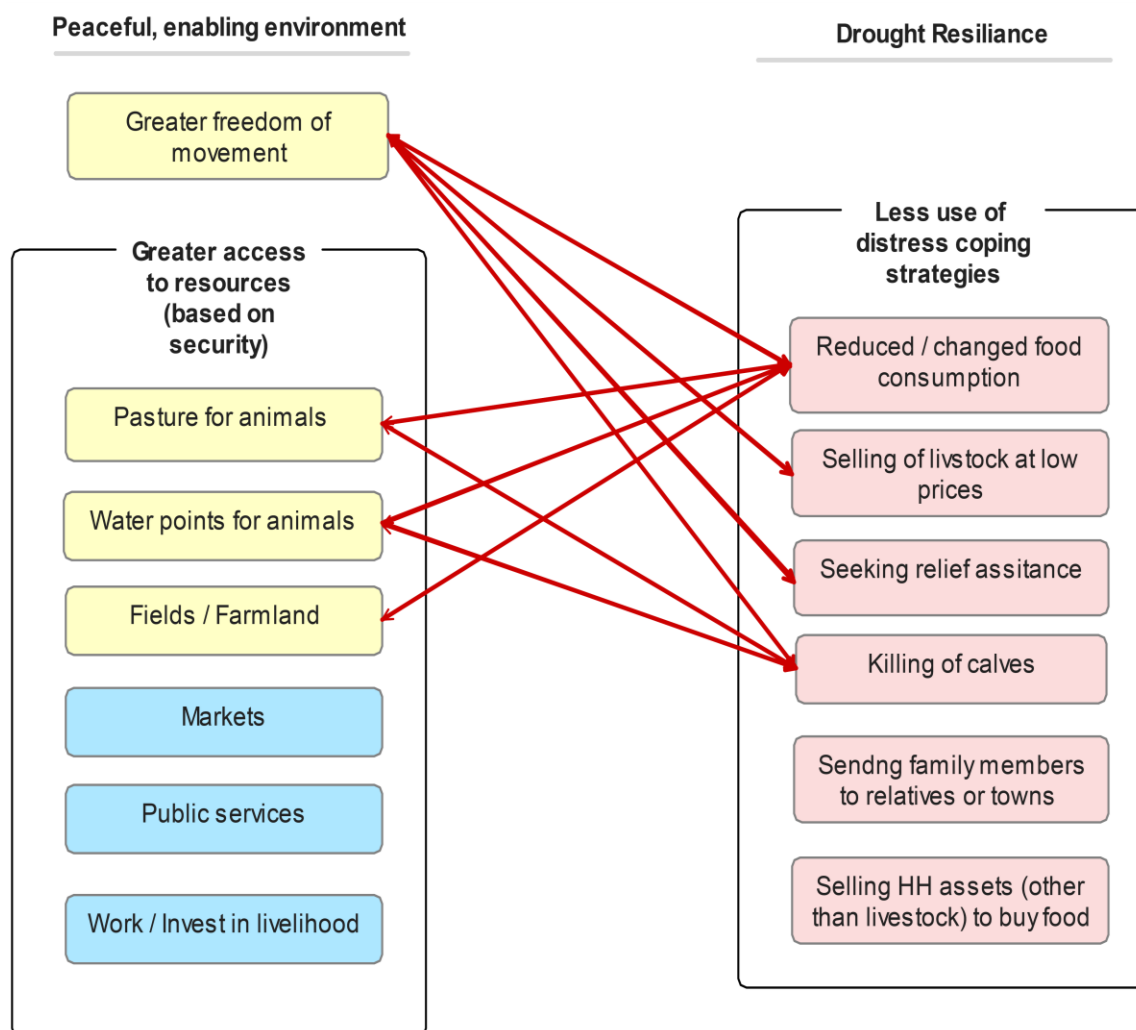 Peaceful, enabling environment
Greater freedom of
movement
Greater access
to resources
(based on
security)
Pasture for animals
Water points for animals
Fields / Farmland
Markets
Public services
Work / Invest in livelihood
Drought Resiliance
Less use of
distress coping
strategies
Reduced / changed food
consumption
Selling of livstock at low
prices
Seeking relief assitance
Killing of calves
Sendng family members
to relatives or towns
Selling HH assets (other
than livestock) to buy food